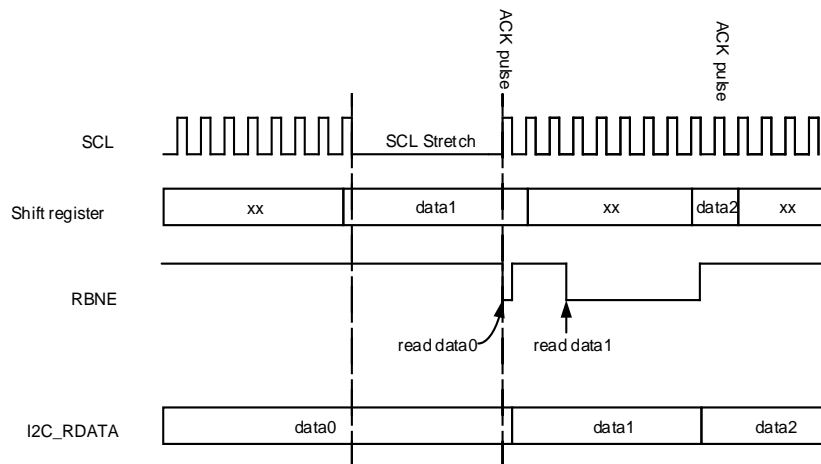 ACK pulse
ACK pulse
SCL
SCL Stretch
Shift register
xx
data1
xx
data2
xx
RBNE
read data0
read data1
I2C_RDATA
data0
data1
data2